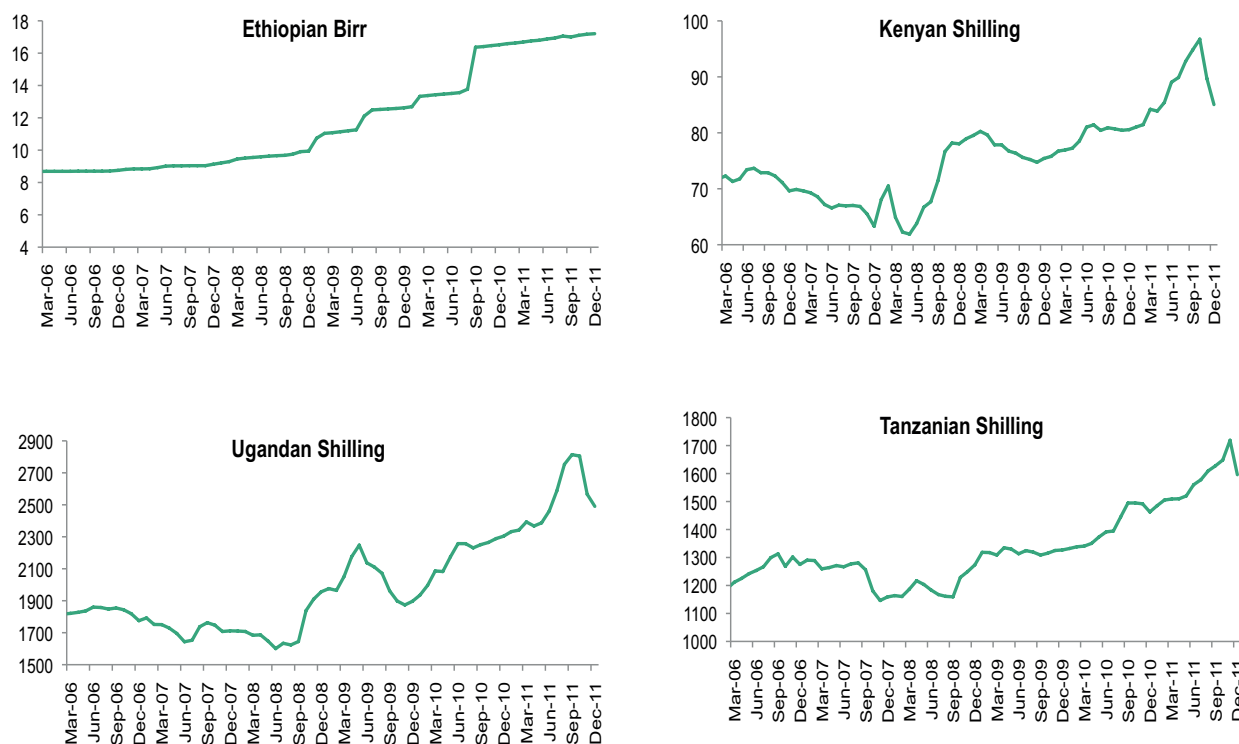 Ethiopian Birr
18
16
14
12
10
8
6
4
Mar-06
Jun-06
Sep-06
Dec-06
Mar-07
Jun-07
Sep-07
Dec-07
Mar-08
Jun-08
Sep-08
Dec-08
Mar-09
Jun-09
Sep-09
Dec-09
Mar-10
Jun-10
Sep-10
Dec-10
Mar-11
Jun-11
Sep-11
Dec-11
Kenyan Shilling
100
90
80
70
60
Mar-06
Jun-06
Sep-06
Dec-06
Mar-07
Jun-07
Sep-07
Dec-07
Mar-08
Jun-08
Sep-08
Dec-08
Mar-09
Jun-09
Sep-09
Dec-09
Mar-10
Jun-10
Sep-10
Dec-10
Mar-11
Jun-11
Sep-11
Dec-11
Ugandan Shilling
2900
2700
2500
2300
2100
1900
1700
1500
Mar-06
Jun-06
Sep-06
Dec-06
Mar-07
Jun-07
Sep-07
Dec-07
Mar-08
Jun-08
Sep-08
Dec-08
Mar-09
Jun-09
Sep-09
Dec-09
Mar-10
Jun-10
Sep-10
Dec-10
Mar-11
Jun-11
Sep-11
Dec-11
Tanzanian Shilling
1800
1700
1600
1500
1400
1300
1200
1100
1000
Mar-06
Jun-06
Sep-06
Dec-06
Mar-07
Jun-07
Sep-07
Dec-07
Mar-08
Jun-08
Sep-08
Dec-08
Mar-09
Jun-09
Sep-09
Dec-09
Mar-10
Jun-10
Sep-10
Dec-10
Mar-11
Jun-11
Sep-11
Dec-11